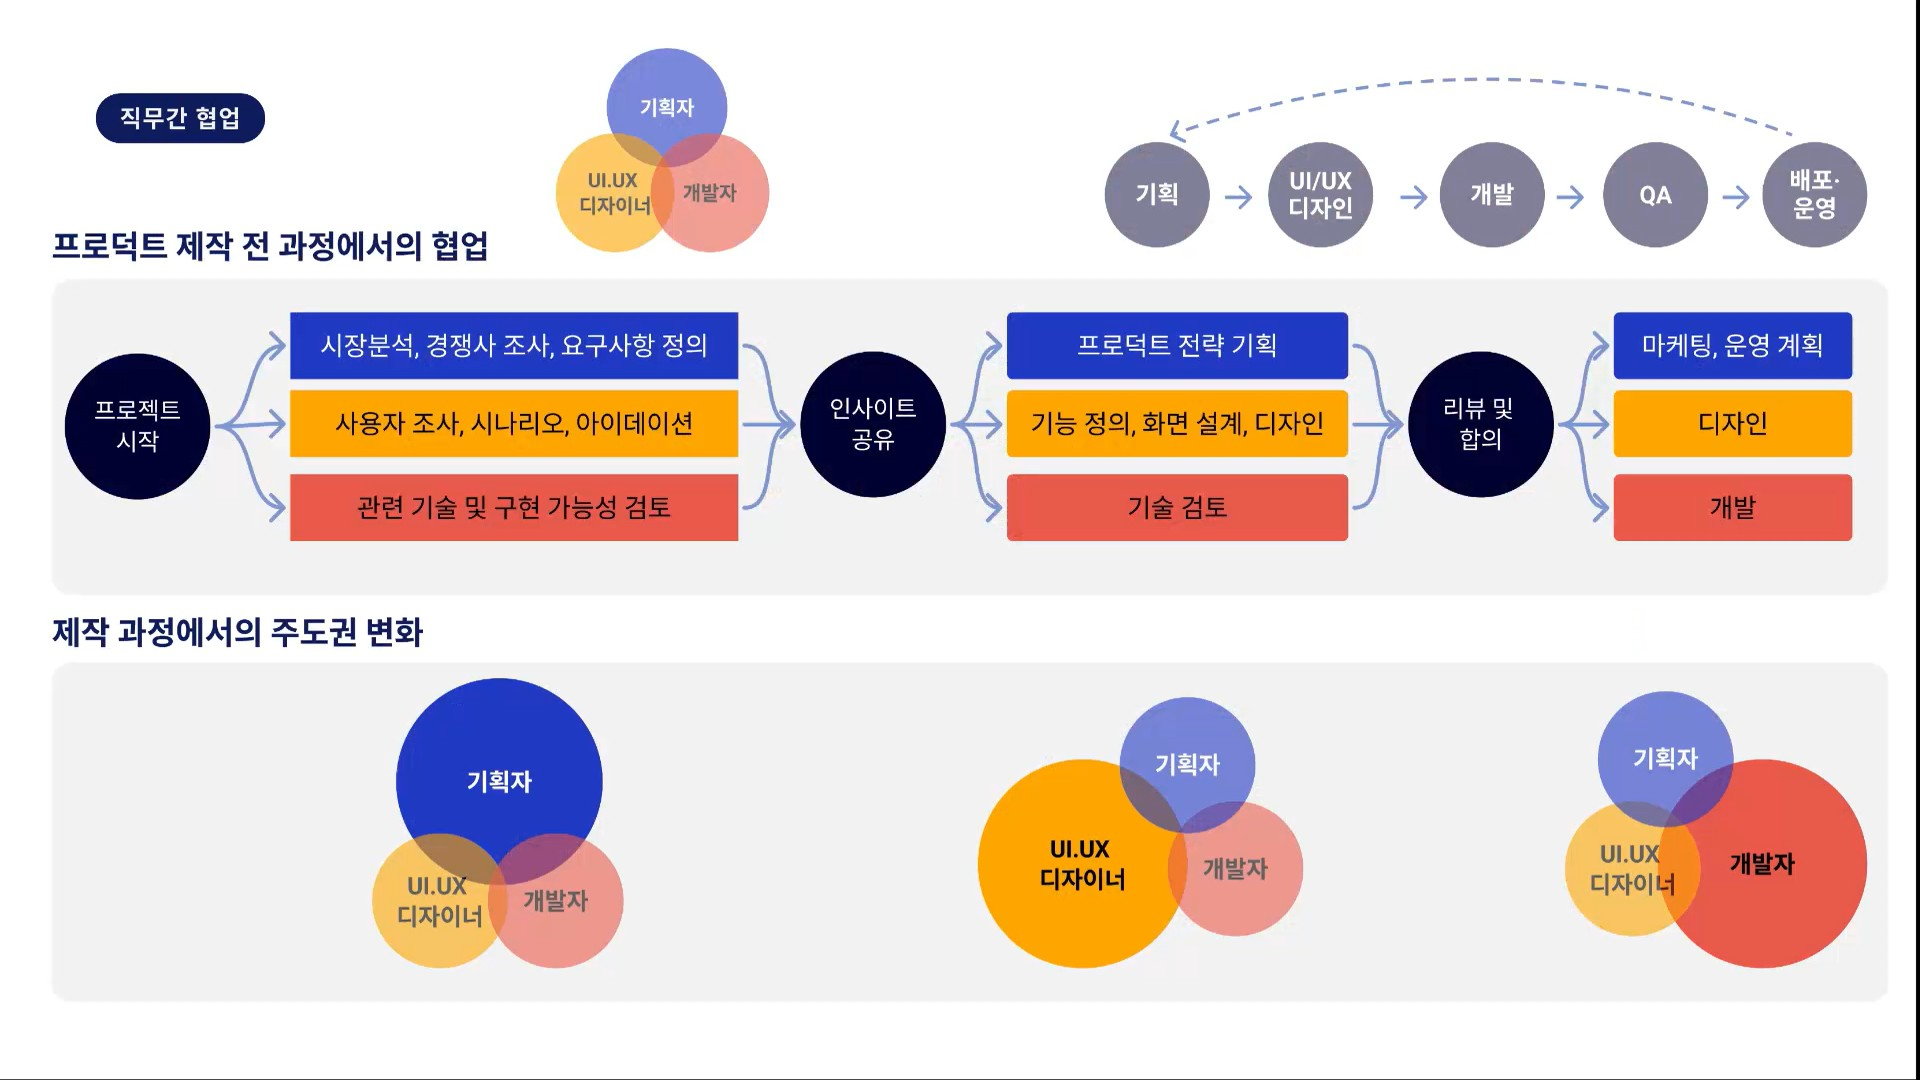 직무간 협업
기획자
UI.UX
디자이너
개발자
기획
UI/UX
디자인
개발
QA
배포·
운영
프로덕트 제작 전 과정에서의 협업
프로젝트
시작
시장분석, 경쟁사 조사, 요구사항 정의
사용자 조사, 시나리오, 아이데이션
관련 기술 및 구현 가능성 검토
인사이트
공유
프로덕트 전략 기획
기능 정의, 화면 설계, 디자인
기술 검토
리뷰 및
합의
마케팅, 운영 계획
디자인
개발
제작 과정에서의 주도권 변화
기획자
UI.UX
디자이너
개발자
기획자
UI.UX
디자이너
개발자
기획자
UI.UX
디자이너
개발자